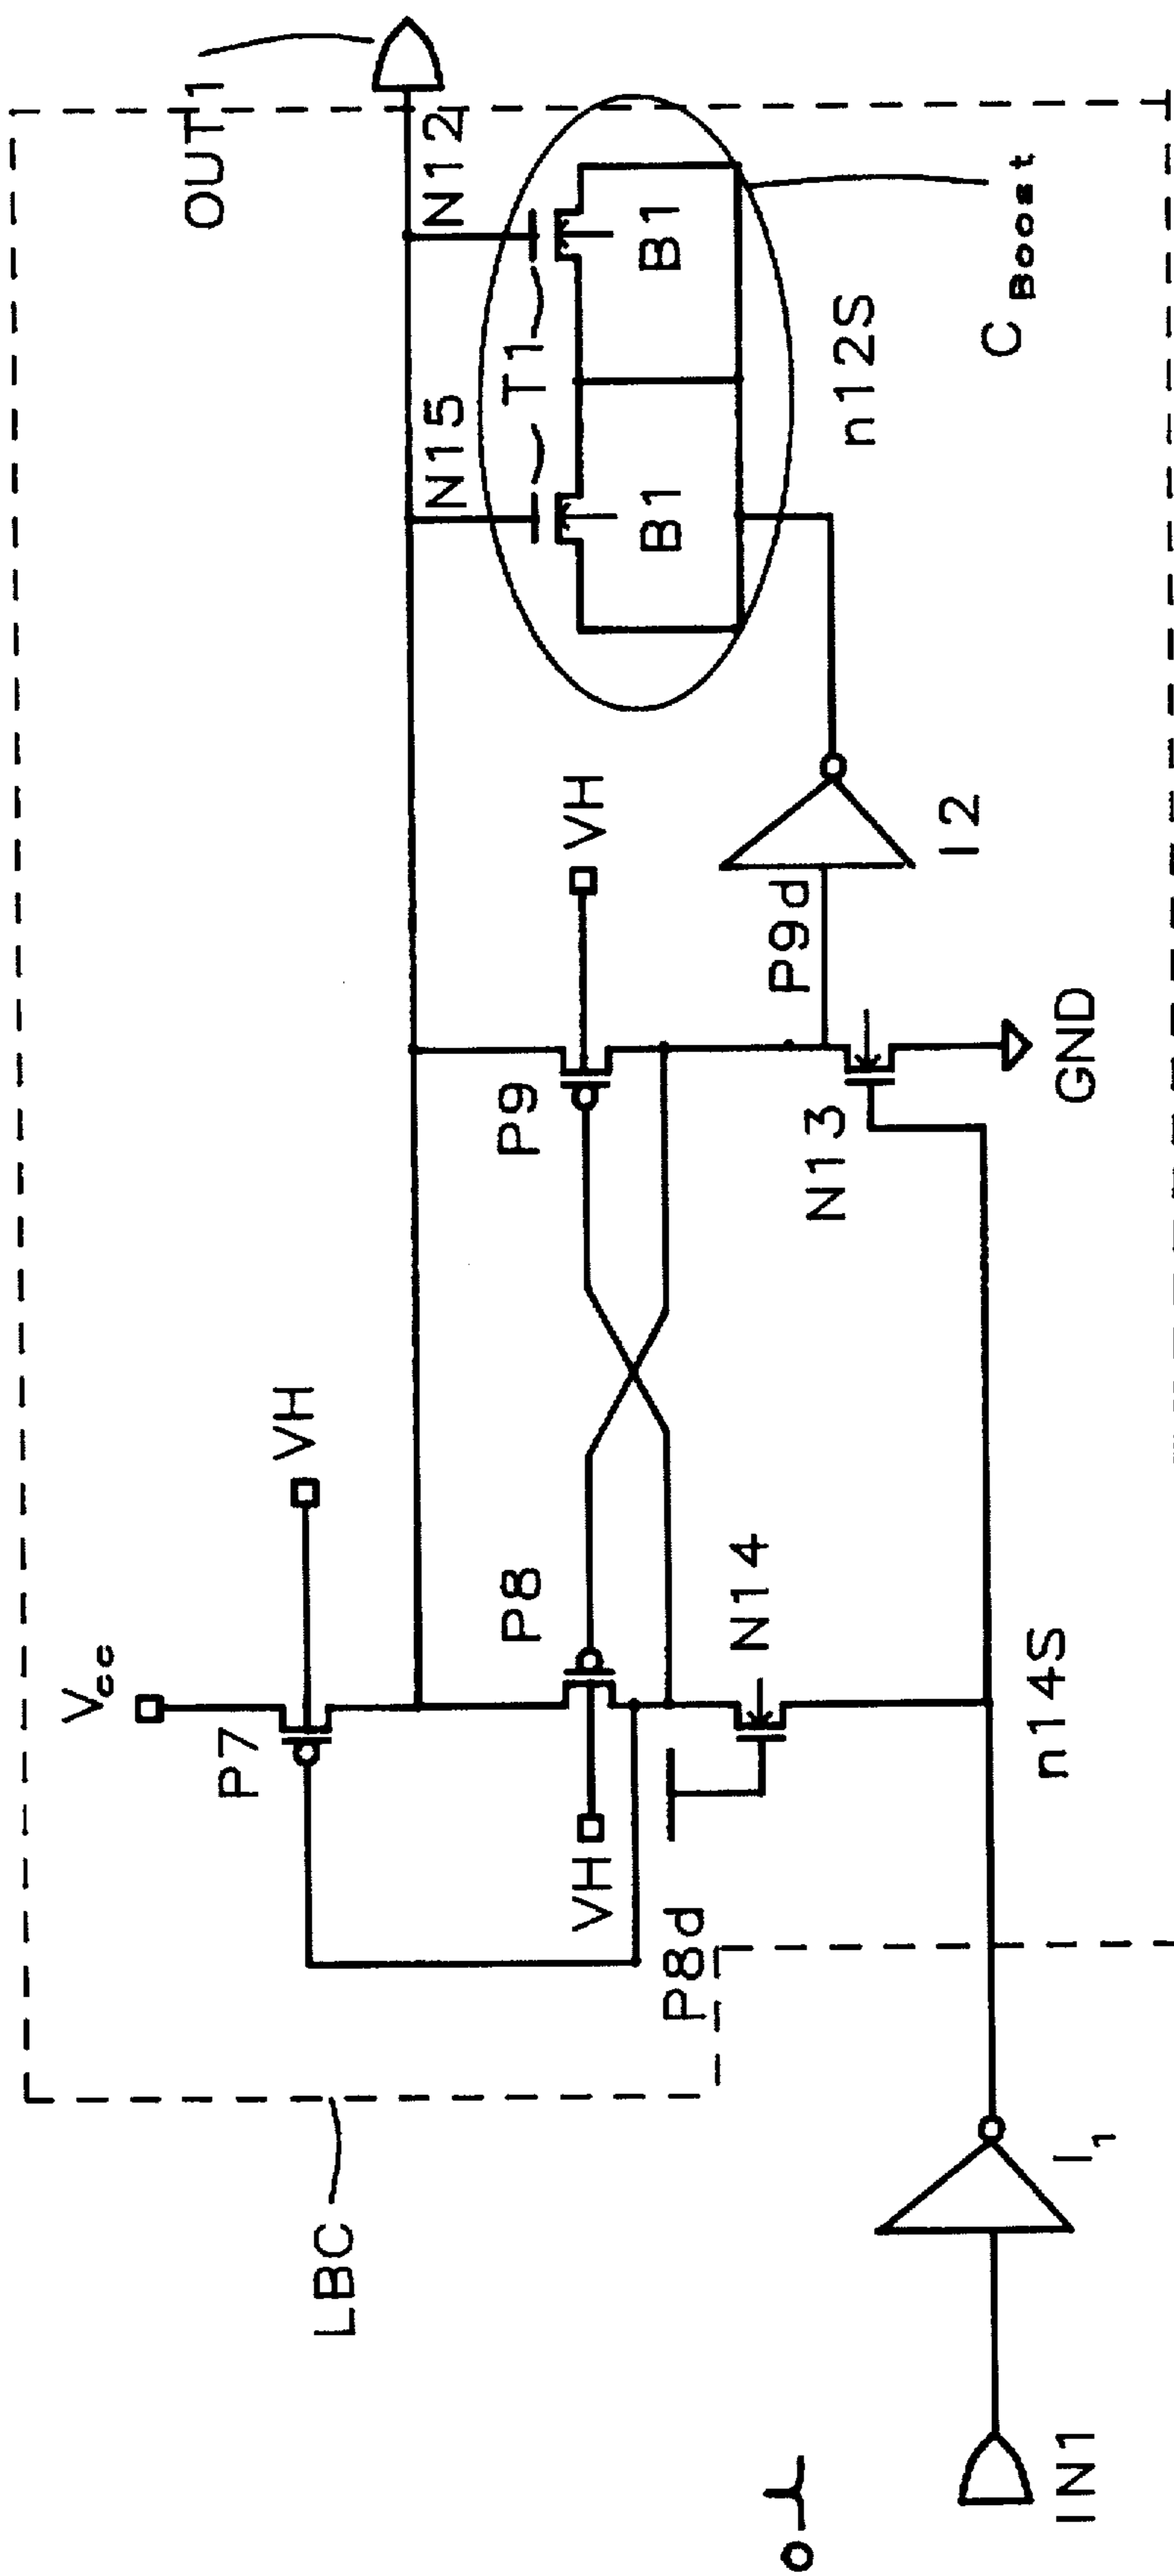 OUT1
N12
N15
T1
B1
B1
n12S
C Boost
VH
P9
P9d
I2
VH
Vcc
P7
P8
VH
N14
N13
GND
P8d
n14S
LBC
I1
IN1